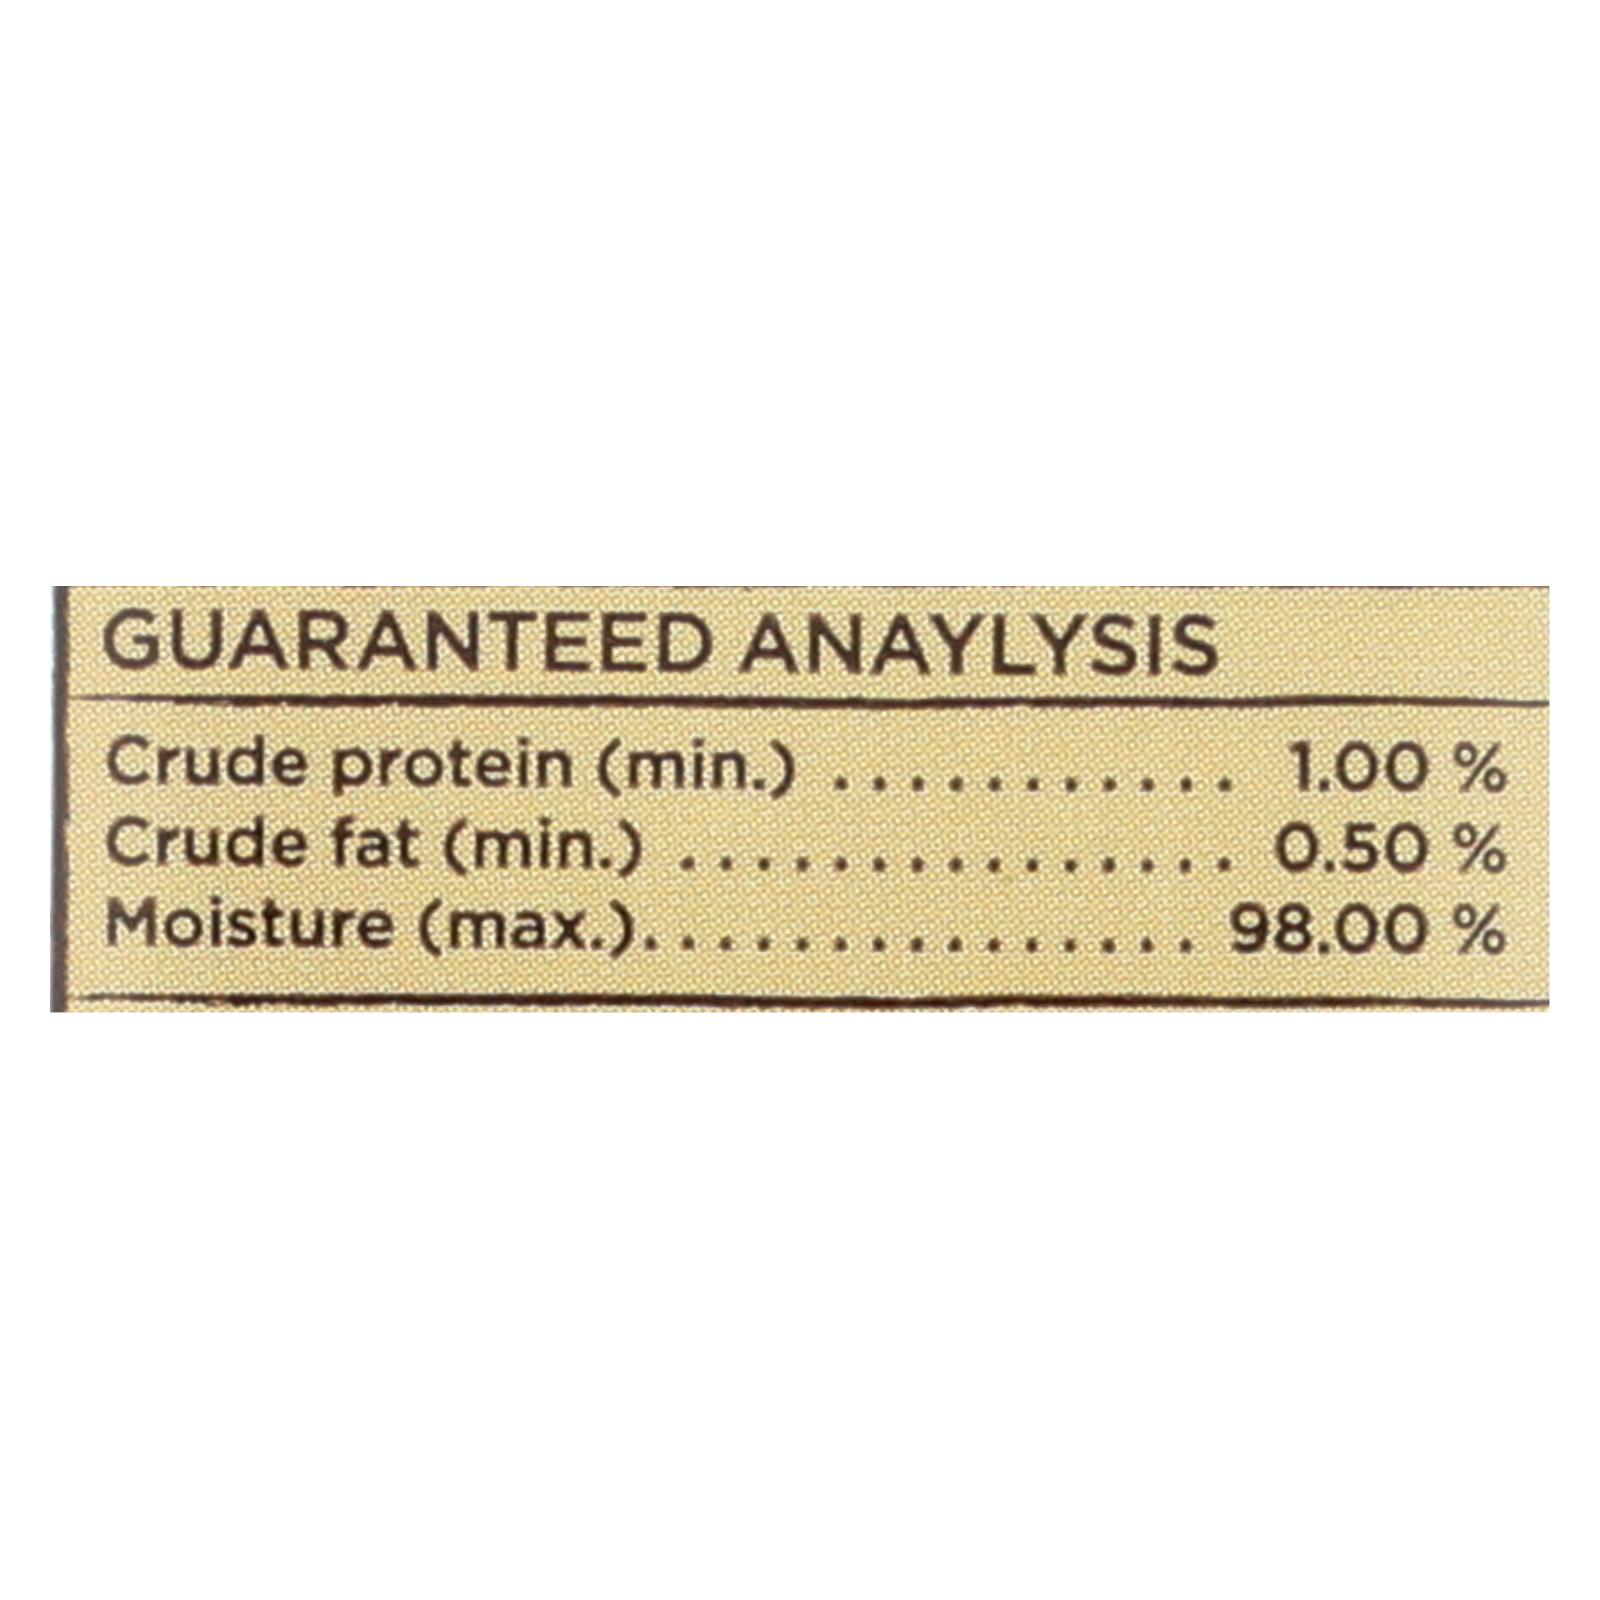 GUARANTEED ANAYLYSIS
Crude protein (min.) . . . . . . . . . . . 1.00 %
Crude fat (min.) . . . . . . . . . . . . . . . 0.50 %
Moisture (max.). . . . . . . . . . . . . . . 98.00 %